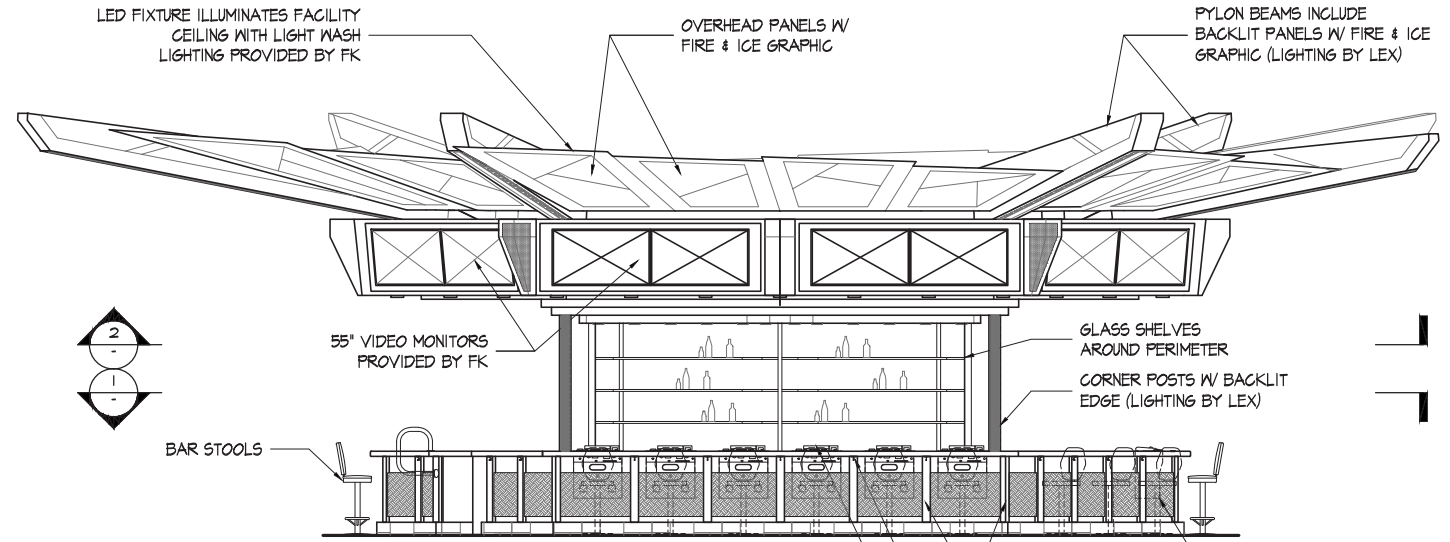 LED FIXTURE ILLUMINATES FACILITY
CEILING WITH LIGHT WASH
LIGHTING PROVIDED BY FK
OVERHEAD PANELS W/
FIRE & ICE GRAPHIC
PYLON BEAMS INCLUDE
BACKLIT PANELS W/ FIRE & ICE
GRAPHIC (LIGHTING BY LEX)
55" VIDEO MONITORS
PROVIDED BY FK
GLASS SHELVES
AROUND PERIMETER
CORNER POSTS W/ BACKLIT
EDGE (LIGHTING BY LEX)
2
-
1
-
BAR STOOLS